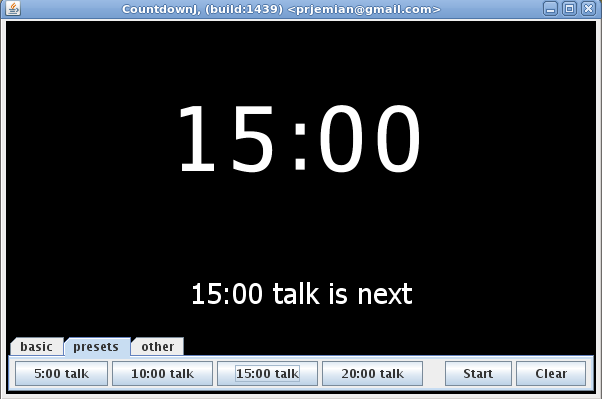 CountdownJ, (build:1439) <prjemian@gmail.com>
15:00
15:00 talk is next
basic presets other
5:00 talk 10:00 talk 15:00 talk 20:00 talk Start Clear